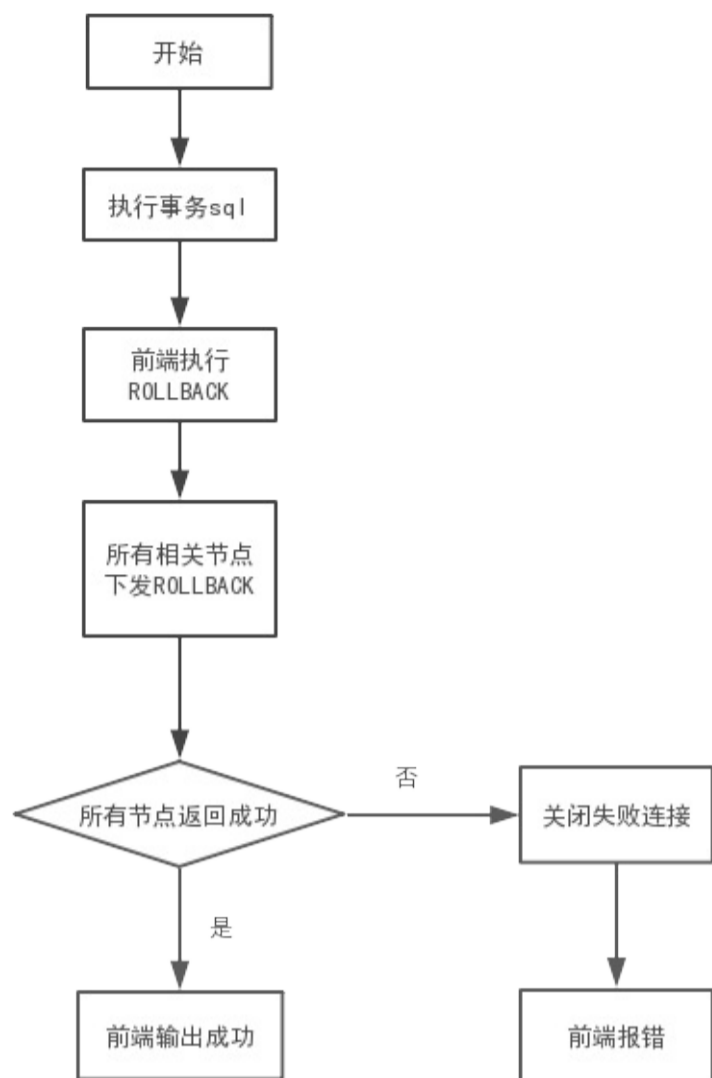 开始
执行事务sql
前端执行
ROLLBACK
所有相关节点
下发ROLLBACK
所有节点返回成功
否
关闭失败连接
是
前端输出成功
前端报错